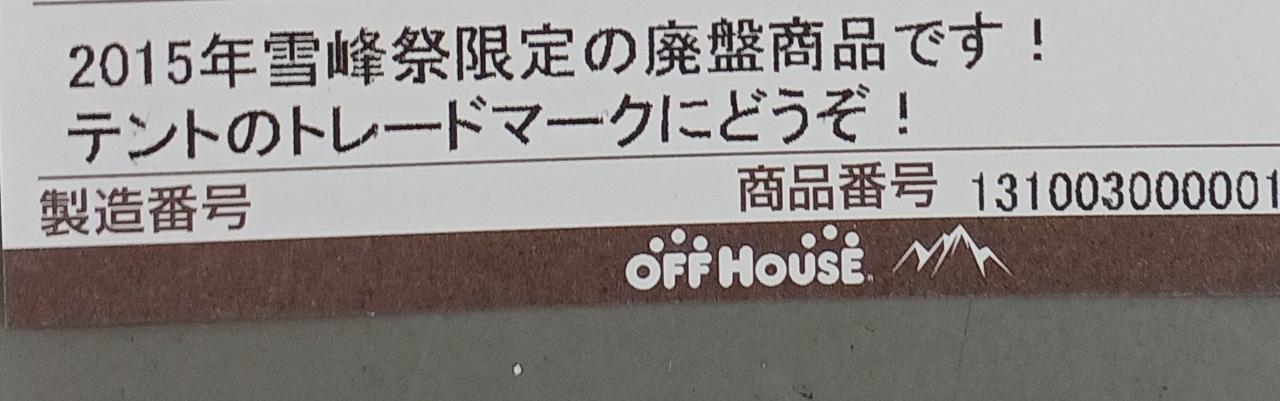 2015年雪峰祭限定の廃盤商品です！
テントのトレードマークにどうぞ！
製造番号 商品番号 131003000001
OFF HOUSE